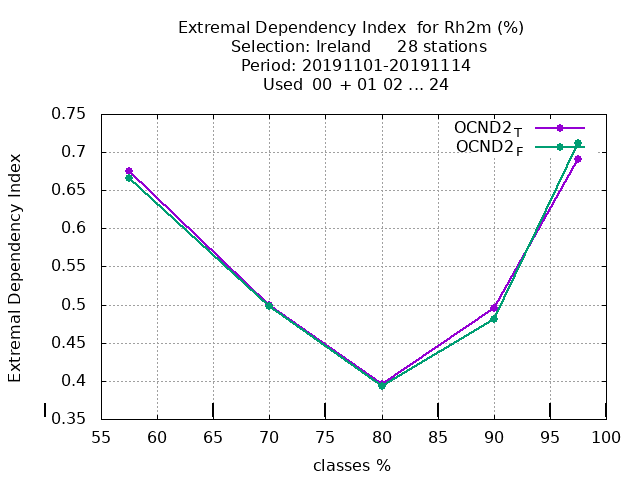 Extremal Dependency Index for Rh2m (%)
Selection: Ireland 28 stations
Period: 20191101-20191114
Used 00 + 01 02 ... 24
OCND2T
OCND2F
Extremal Dependency Index
0.75
0.7
0.65
0.6
0.55
0.5
0.45
0.4
0.35
55 60 65 70 75 80 85 90 95 100
classes %